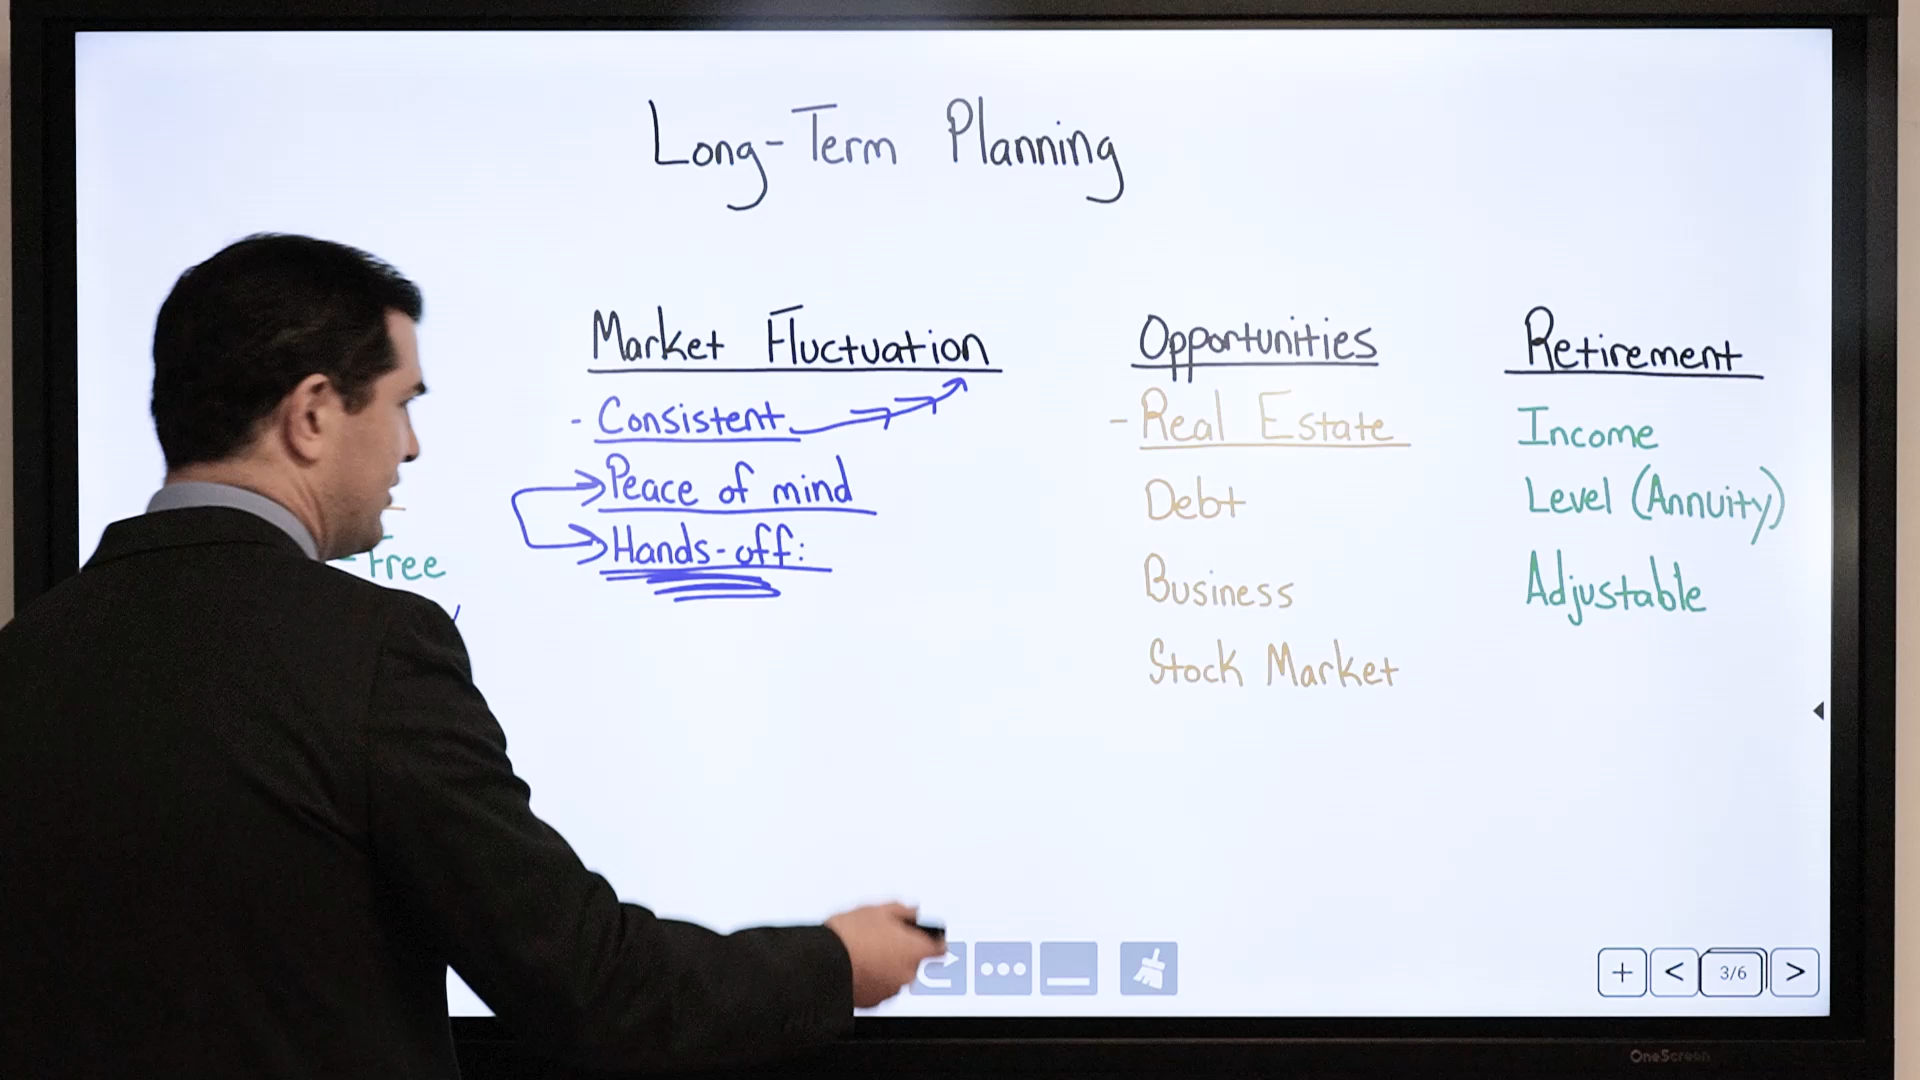 Long-Term Planning
Free
Market Fluctuation
- Consistent
Peace of mind
Hands-off:
Opportunities
- Real Estate
Debt
Business
Stock Market
Retirement
Income
Level (Annuity)
Adjustable
+ < 3/6 >
OneScreen